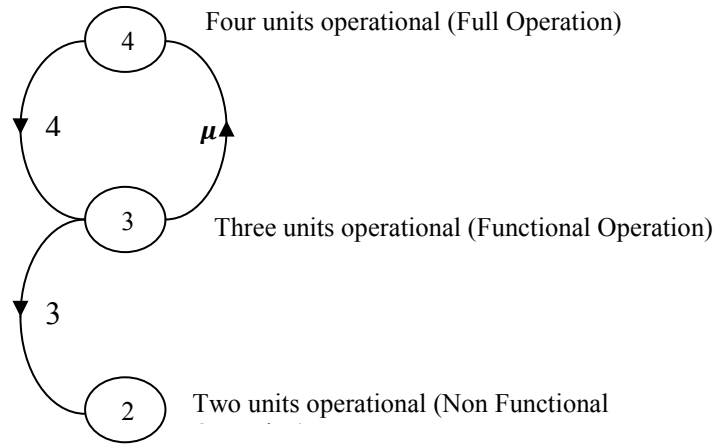 4
Four units operational (Full Operation)
4
μ
3
Three units operational (Functional Operation)
3
2
Two units operational (Non Functional